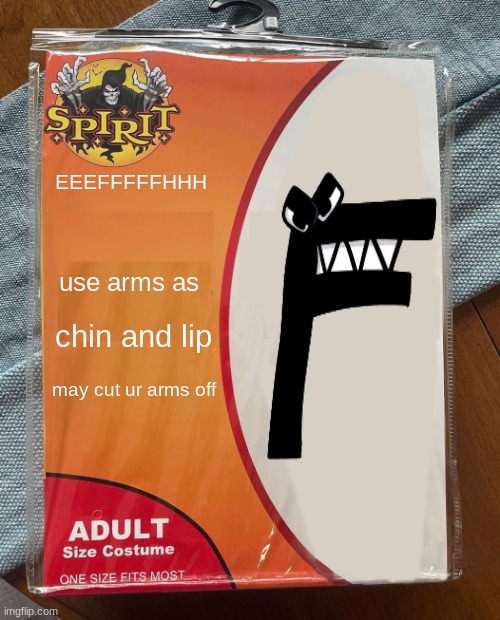 SPIRIT
EEEFFFFFHHH
use arms as
chin and lip
may cut ur arms off
ADULT
Size Costume
ONE SIZE FITS MOST
imgflip.com